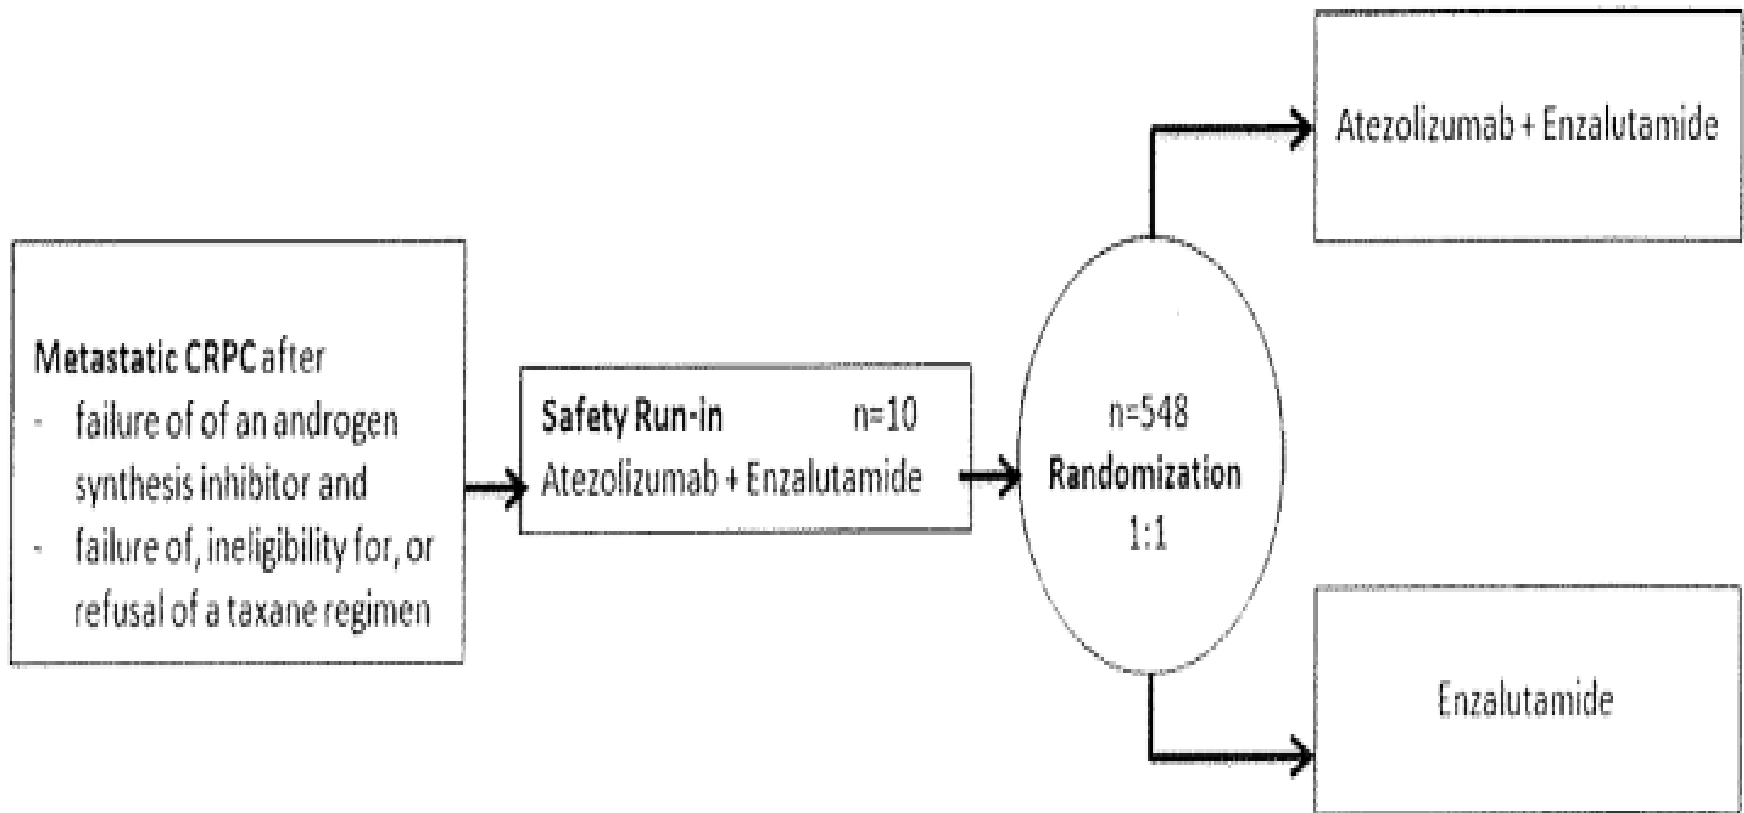 Metastatic CRPC after
- failure of of an androgen
synthesis inhibitor and
- failure of, ineligibility for, or
refusal of a taxane regimen
Safety Run-in n=10
Atezolizumab + Enzalutamide
n=548
Randomization
1:1
Atezolizumab + Enzalutamide
Enzalutamide